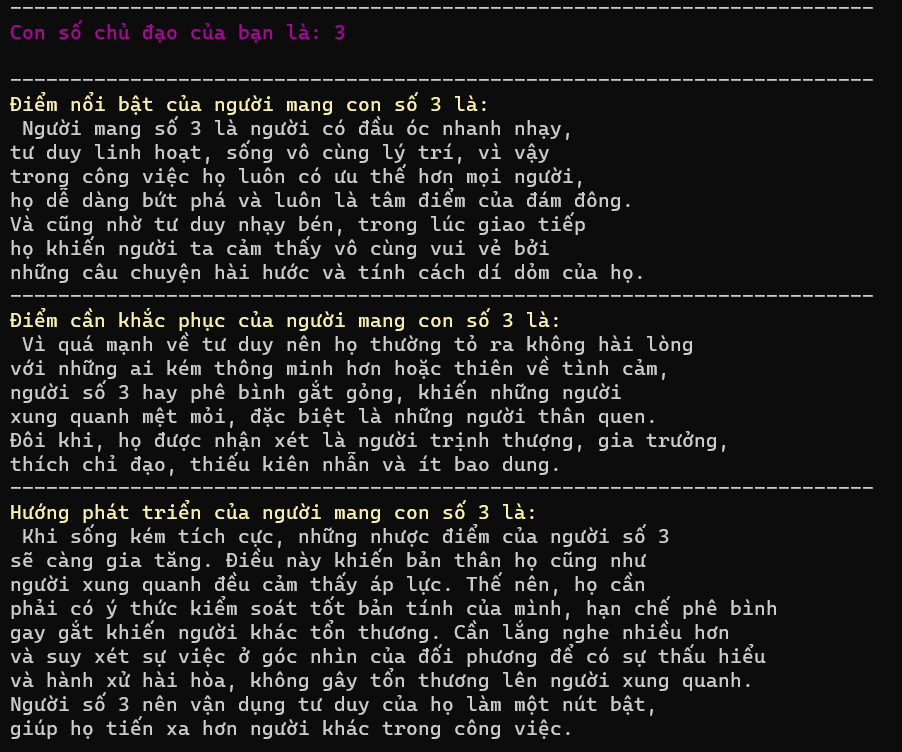 ------------------------------------------------------------------------
Con số chủ đạo của bạn là: 3
------------------------------------------------------------------------
Điểm nổi bật của người mang con số 3 là:
Người mang số 3 là người có đầu óc nhanh nhạy,
tư duy linh hoạt, sống vô cùng lý trí, vì vậy
trong công việc họ luôn có ưu thế hơn mọi người,
họ dễ dàng bứt phá và luôn là tâm điểm của đám đông.
Và cũng nhờ tư duy nhạy bén, trong lúc giao tiếp
họ khiến người ta cảm thấy vô cùng vui vẻ bởi
những câu chuyện hài hước và tính cách dí dỏm của họ.
------------------------------------------------------------------------
Điểm cần khắc phục của người mang con số 3 là:
Vì quá mạnh về tư duy nên họ thường tỏ ra không hài lòng
với những ai kém thông minh hơn hoặc thiên về tình cảm,
người số 3 hay phê bình gắt gỏng, khiến những người
xung quanh mệt mỏi, đặc biệt là những người thân quen.
Đôi khi, họ được nhận xét là người trịnh thượng, gia trưởng,
thích chỉ đạo, thiếu kiên nhẫn và ít bao dung.
------------------------------------------------------------------------
Hướng phát triển của người mang con số 3 là:
Khi sống kém tích cực, những nhược điểm của người số 3
sẽ càng gia tăng. Điều này khiến bản thân họ cũng như
người xung quanh đều cảm thấy áp lực. Thế nên, họ cần
phải có ý thức kiểm soát tốt bản tính của mình, hạn chế phê bình
gay gắt khiến người khác tổn thương. Cần lắng nghe nhiều hơn
và suy xét sự việc ở góc nhìn của đối phương để có sự thấu hiểu
và hành xử hài hòa, không gây tổn thương lên người xung quanh.
Người số 3 nên vận dụng tư duy của họ làm một nút bật,
giúp họ tiến xa hơn người khác trong công việc.